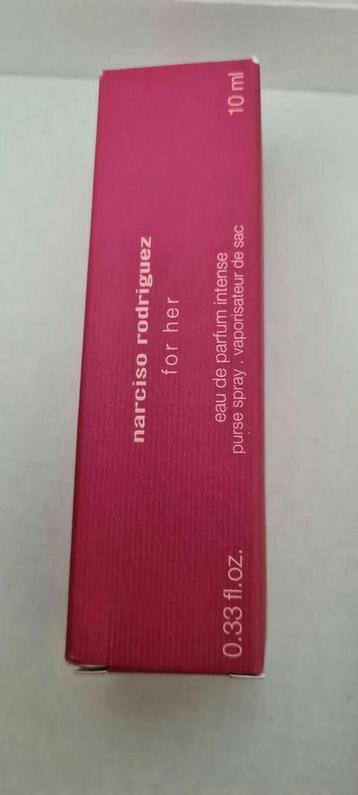 narciso rodriguez
for her
eau de parfum intense
purse spray . vaporisateur de sac
0.33 fl.oz.
10 ml